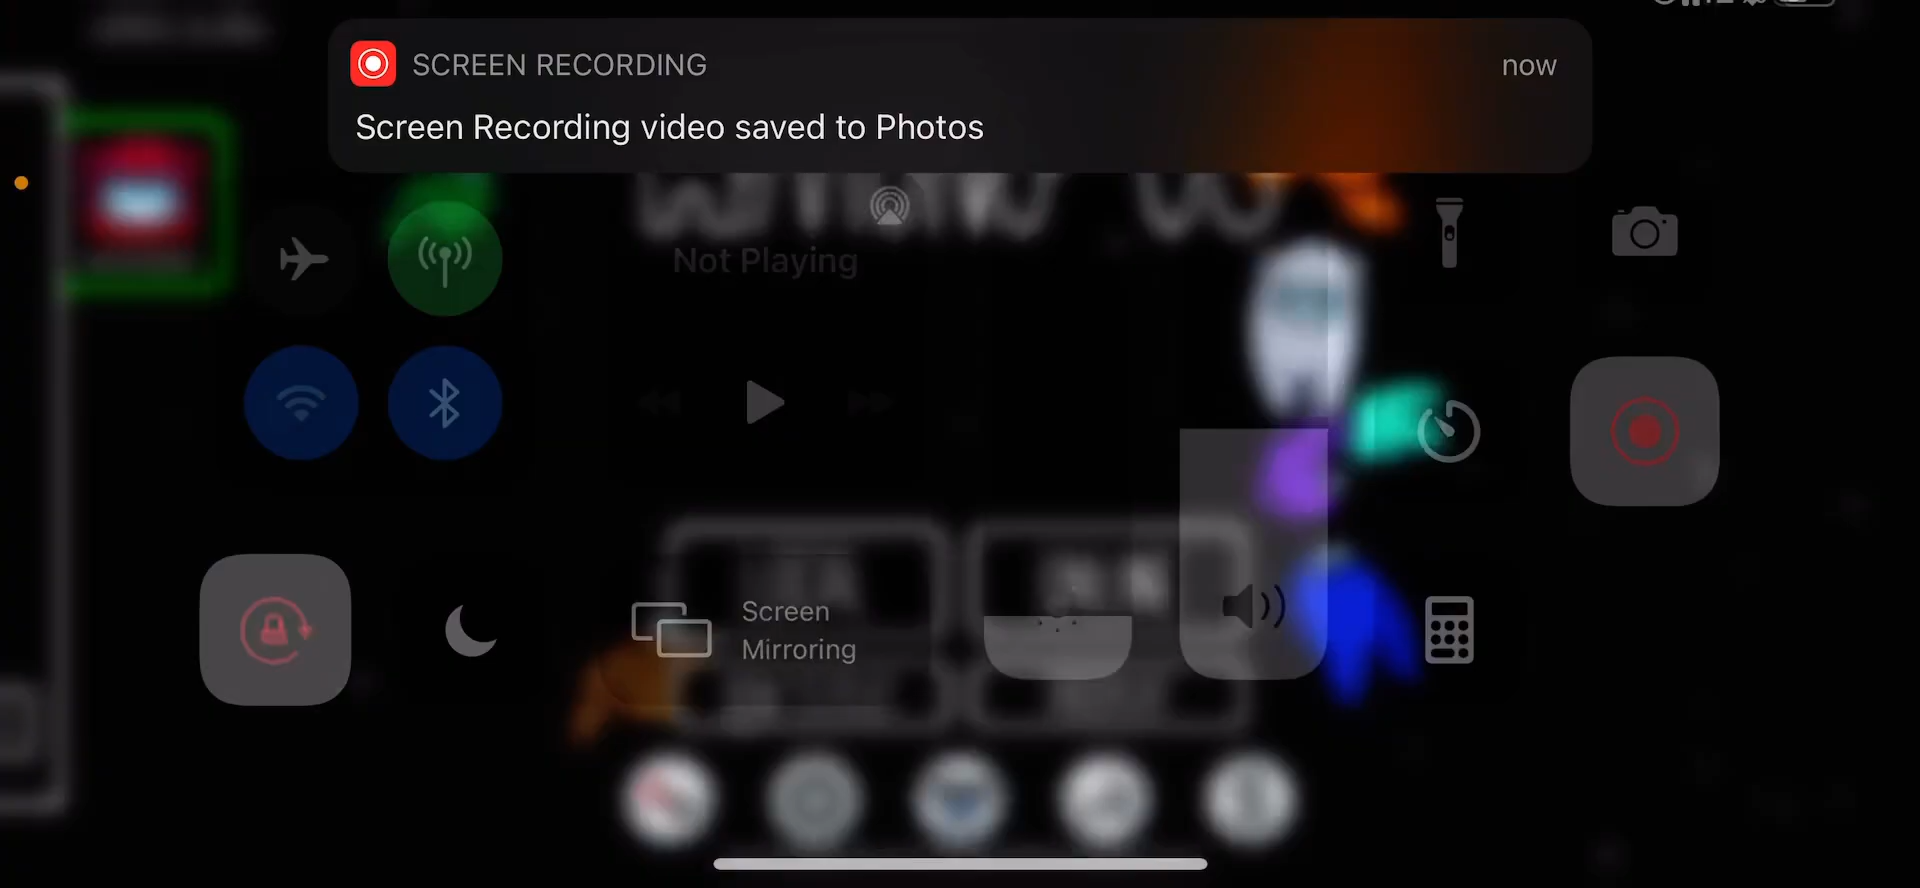 SCREEN RECORDING
now
Screen Recording video saved to Photos
Not Playing
Screen
Mirroring